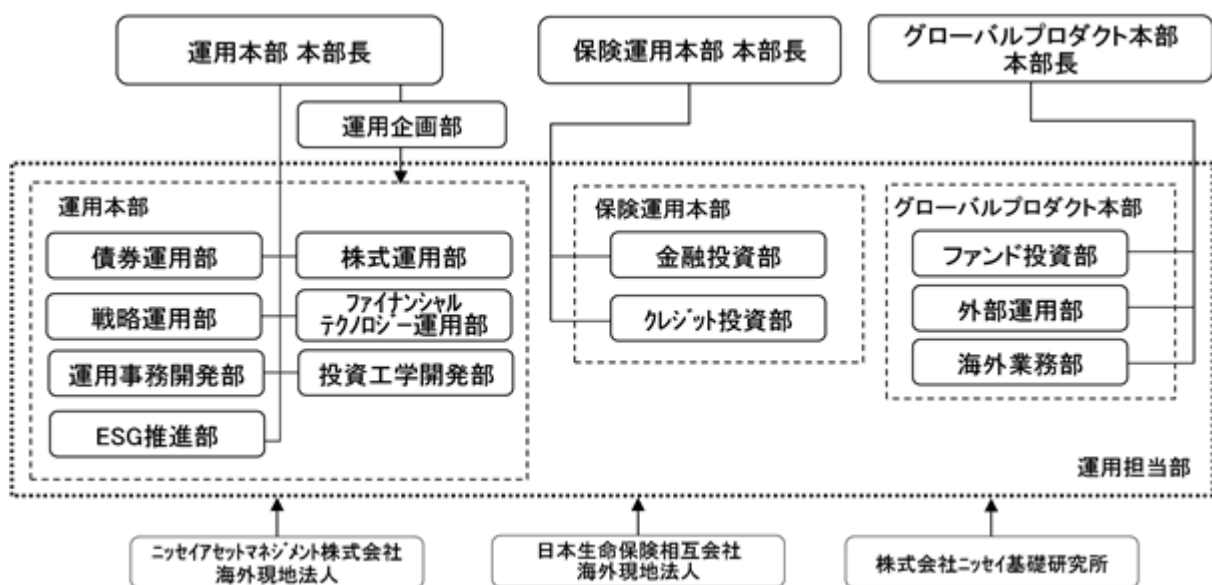 運用本部 本部長
保険運用本部 本部長
グローバルプロダクト本部
本部長
運用企画部
運用本部
債券運用部
株式運用部
戦略運用部
ファイナンシャル
テクノロジー運用部
運用事務開発部
投資工学開発部
ESG推進部
保険運用本部
金融投資部
クレジット投資部
グローバルプロダクト本部
ファンド投資部
外部運用部
海外業務部
運用担当部
ニッセイアセットマネジメント株式会社
海外現地法人
日本生命保険相互会社
海外現地法人
株式会社ニッセイ基礎研究所